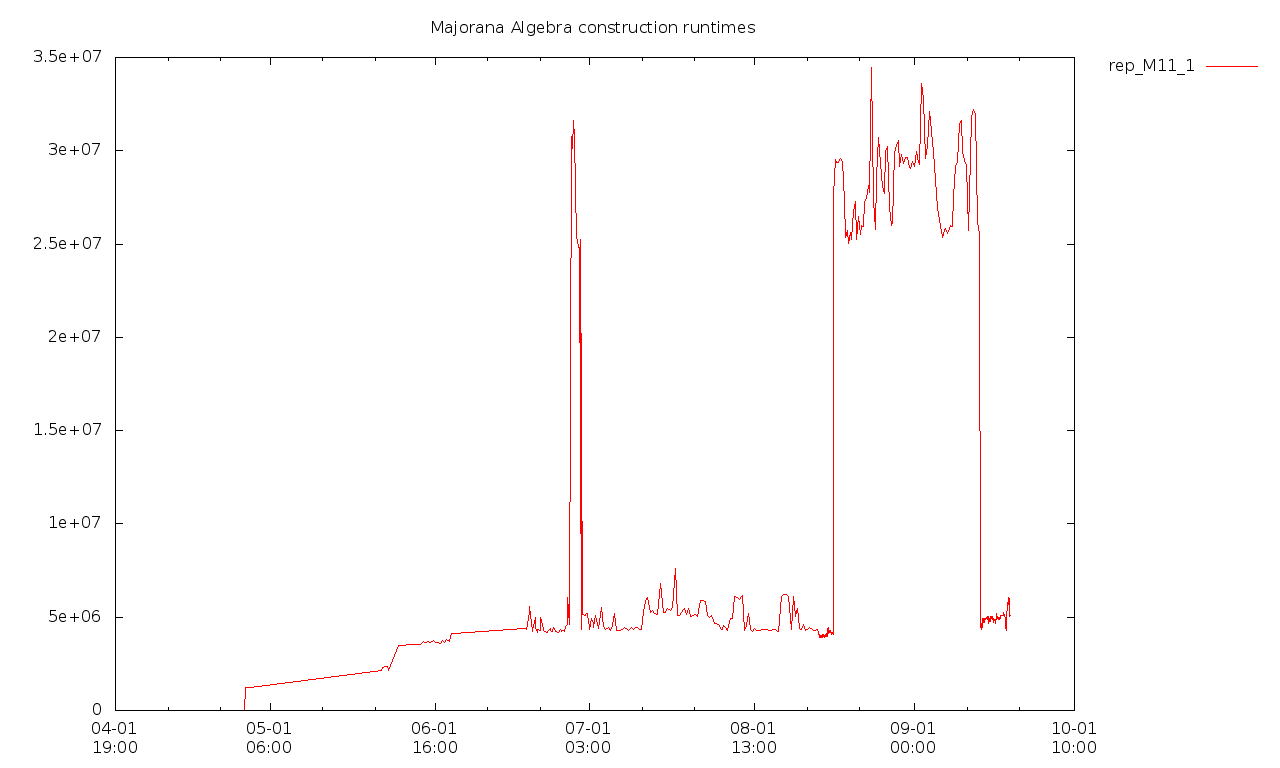 Majorana Algebra construction runtimes
rep_M11_1
3.5e+07
3e+07
2.5e+07
2e+07
1.5e+07
1e+07
5e+06
0
04-01 05-01 06-01 07-01 08-01 09-01 10-01
19:00 06:00 16:00 03:00 13:00 00:00 10:00